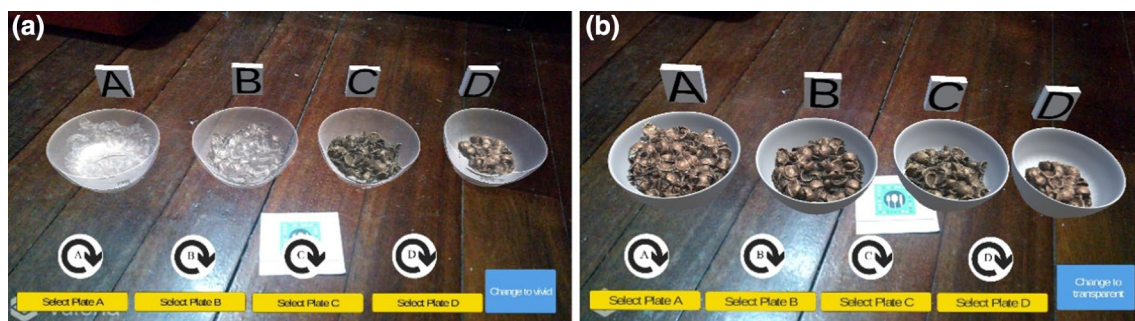 (a)
A
B
C
D
A
B
C
D
Select Plate A
Select Plate B
Select Plate C
Select Plate D
Change to vivid
(b)
A
B
C
D
A
B
C
D
Select Plate A
Select Plate B
Select Plate C
Select Plate D
Change to
transparent